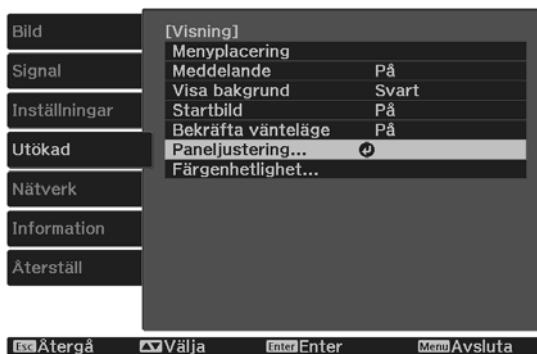 Bild
Signal
Inställningar
Utökad
Nätverk
Information
Återställ
[Visning]
Menyplacering
Meddelande På
Visa bakgrund Svart
Startbild På
Bekräfta vänteläge På
Paneljustering...
Färgenhetlighet...
Esc Återgå Välja Enter Enter Menu Avsluta